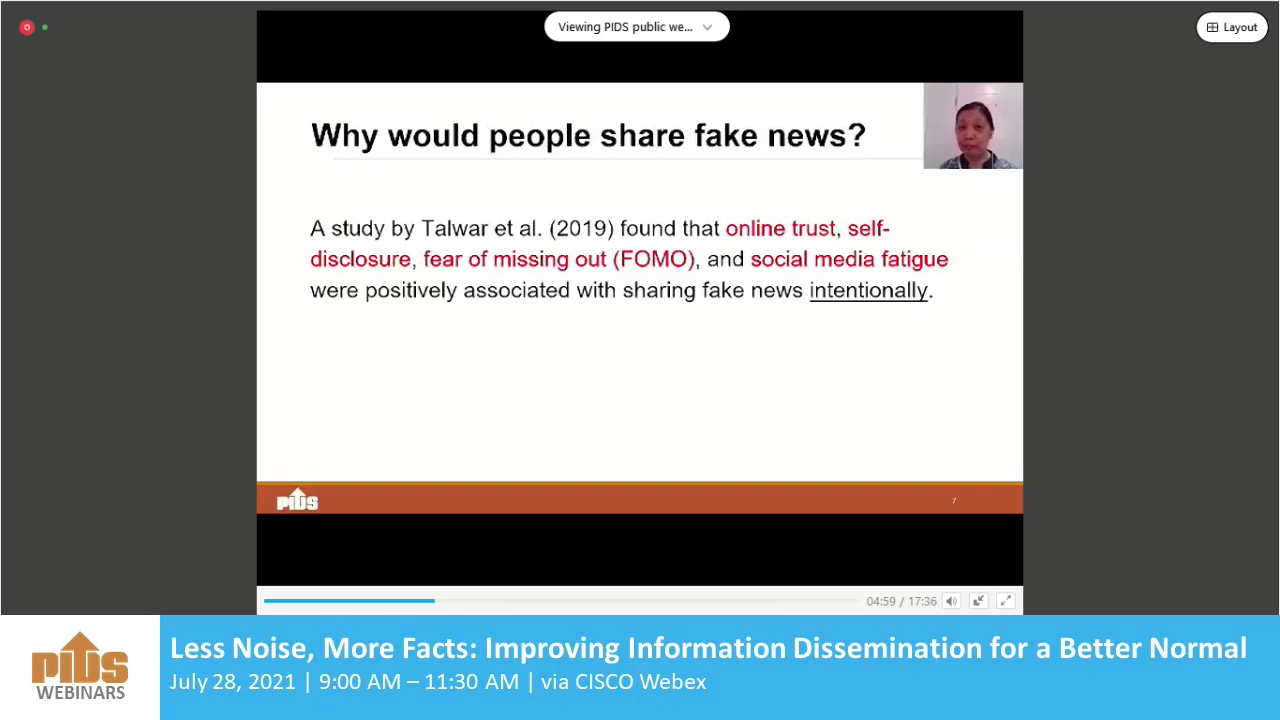 Viewing PIDS public we...
Layout
Why would people share fake news?
A study by Talwar et al. (2019) found that online trust, self-
disclosure, fear of missing out (FOMO), and social media fatigue
were positively associated with sharing fake news intentionally.
PIDS
7
04:59 / 17:36
PIDS
WEBINARS
Less Noise, More Facts: Improving Information Dissemination for a Better Normal
July 28, 2021 | 9:00 AM – 11:30 AM | via CISCO Webex